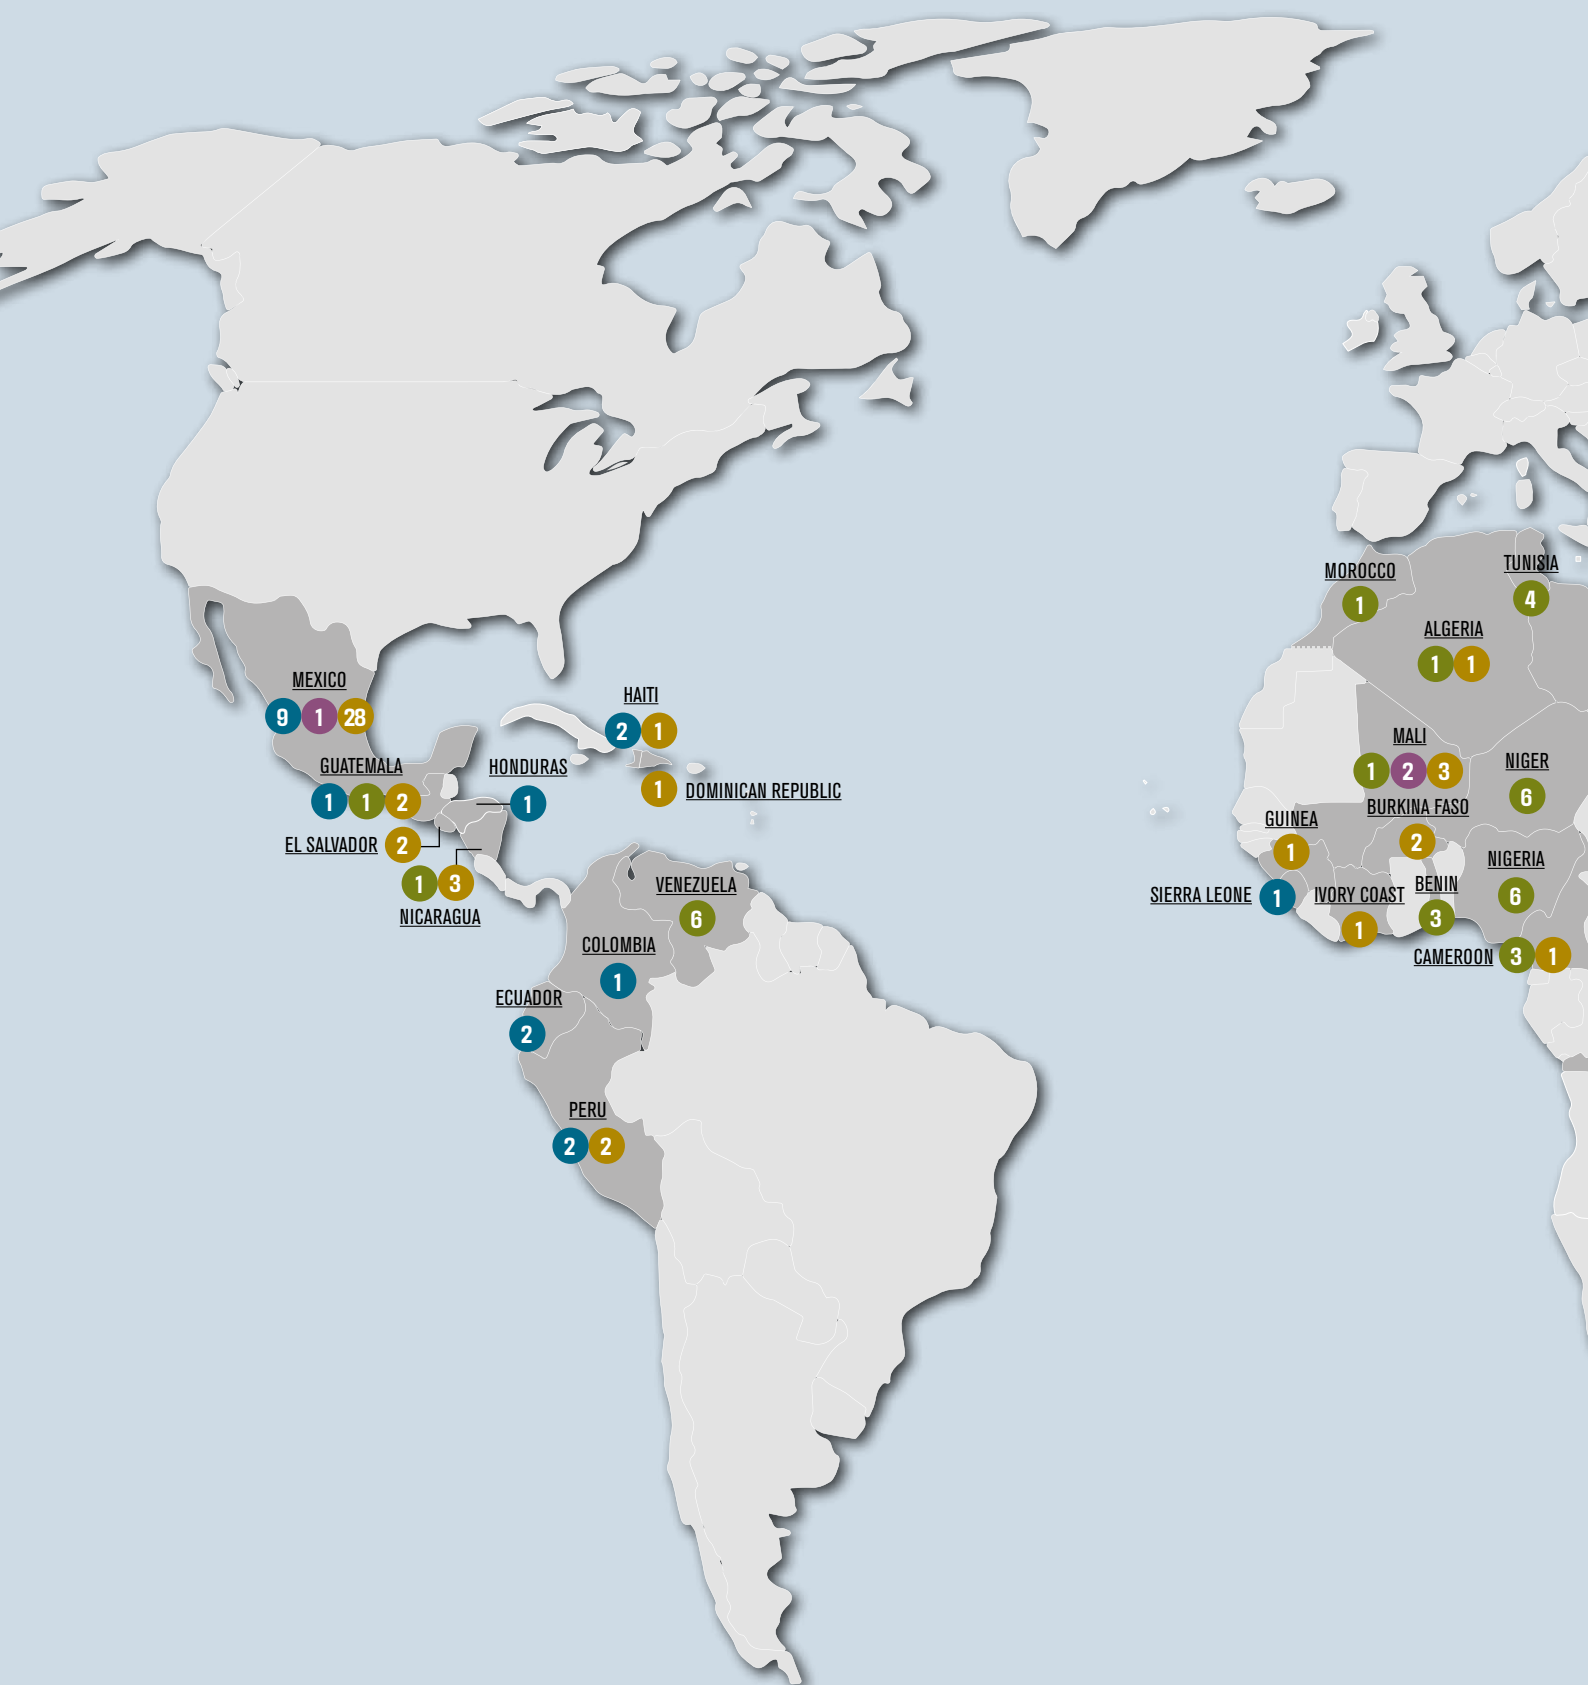 MEXICO
9 1 28
GUATEMALA
1 1 2
HONDURAS
1
EL SALVADOR 2
1 3
NICARAGUA
HAITI
2 1
1 DOMINICAN REPUBLIC
VENEZUELA
6
COLOMBIA
1
ECUADOR
2
PERU
2 2
MOROCCO
1
TUNISIA
4
ALGERIA
1 1
MALI
1 2 3
NIGER
6
BURKINA FASO
2
GUINEA
1
NIGERIA
6
SIERRA LEONE 1
IVORY COAST
1
BENIN
3
CAMEROON 3 1